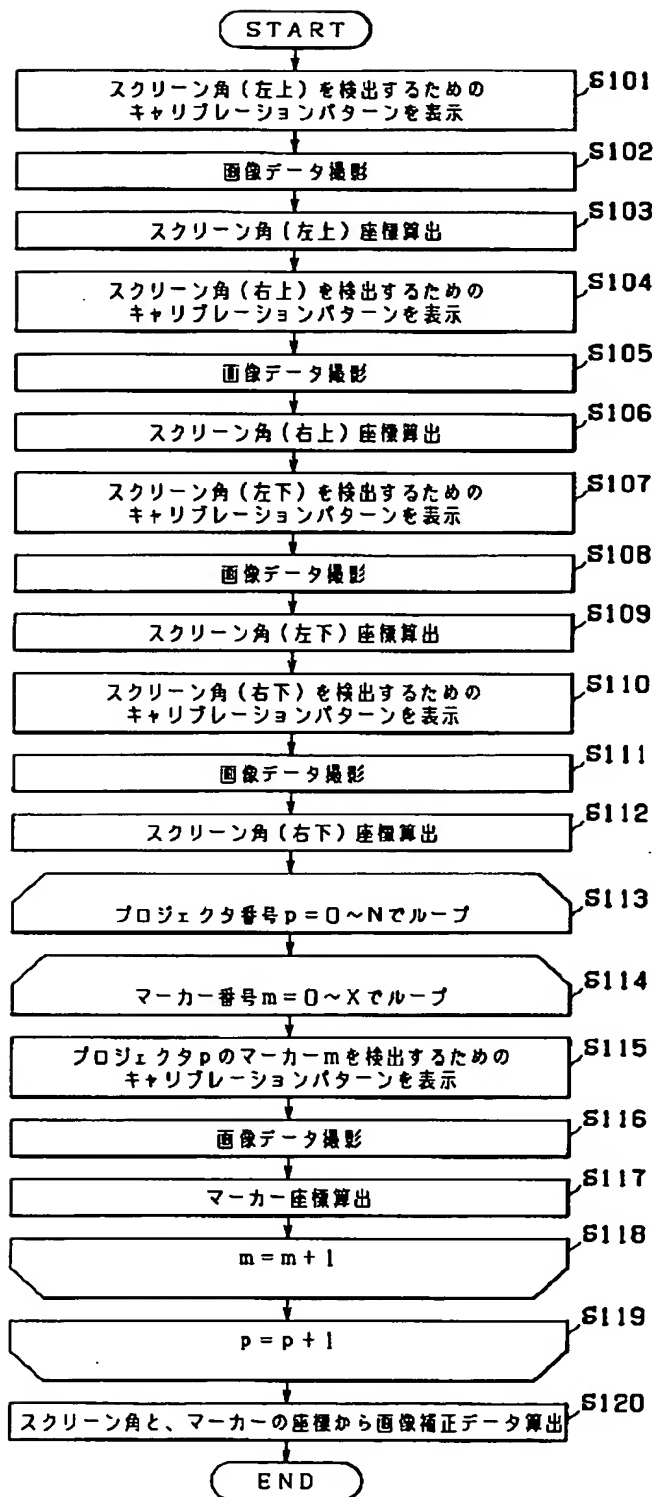 START
スクリーン角(左上)を検出するための
キャリブレーションパターンを表示
S101
画像データ撮影
S102
スクリーン角(左上)座標算出
S103
スクリーン角(右上)を検出するための
キャリブレーションパターンを表示
S104
画像データ撮影
S105
スクリーン角(右上)座標算出
S106
スクリーン角(左下)を検出するための
キャリブレーションパターンを表示
S107
画像データ撮影
S108
スクリーン角(左下)座標算出
S109
スクリーン角(右下)を検出するための
キャリブレーションパターンを表示
S110
画像データ撮影
S111
スクリーン角(右下)座標算出
S112
プロジェクタ番号p=0~Nでループ
S113
マーカー番号m=0~Xでループ
S114
プロジェクタpのマーカーmを検出するための
キャリブレーションパターンを表示
S115
画像データ撮影
S116
マーカー座標算出
S117
m=m+1
S118
p=p+1
S119
スクリーン角と、マーカーの座標から画像補正データ算出
S120
END